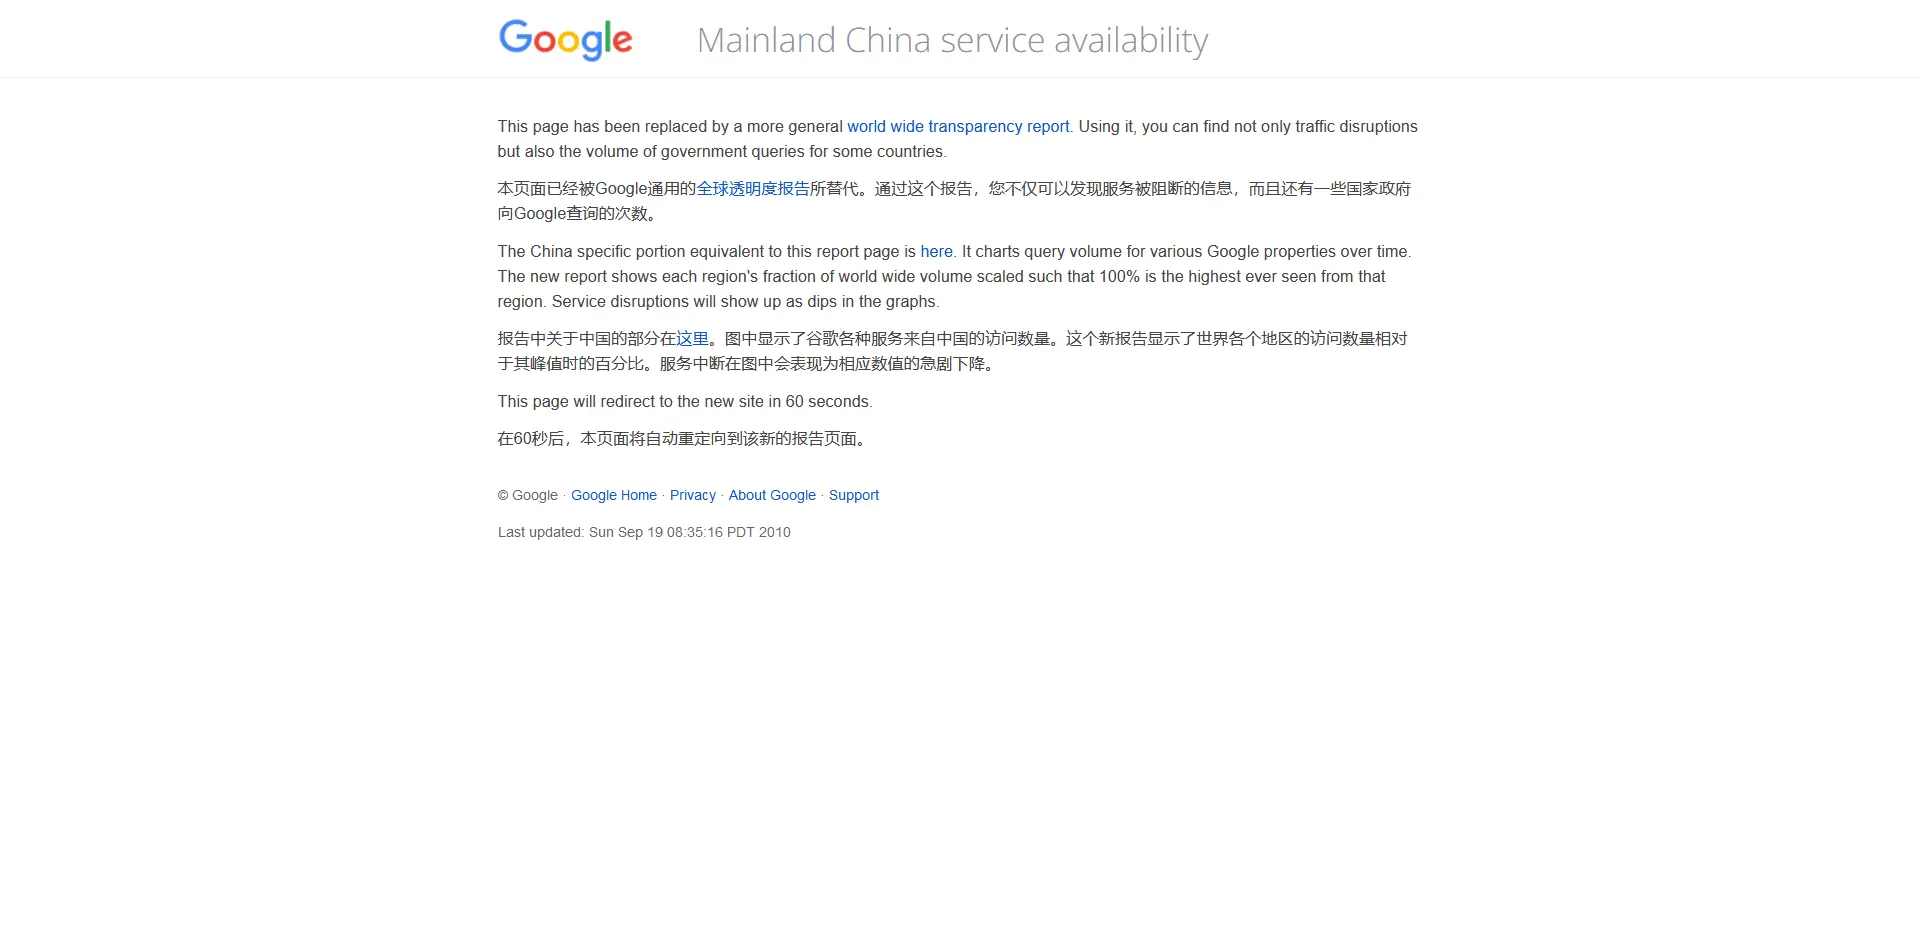 Google Mainland China service availability
This page has been replaced by a more general world wide transparency report. Using it, you can find not only traffic disruptions
but also the volume of government queries for some countries.
本页面已经被Google通用的全球透明度报告所替代。通过这个报告，您不仅可以发现服务被阻断的信息，而且还有一些国家政府
向Google查询的次数。
The China specific portion equivalent to this report page is here. It charts query volume for various Google properties over time.
The new report shows each region's fraction of world wide volume scaled such that 100% is the highest ever seen from that
region. Service disruptions will show up as dips in the graphs.
报告中关于中国的部分在这里。图中显示了谷歌各种服务来自中国的访问数量。这个新报告显示了世界各个地区的访问数量相对
于其峰值时的百分比。服务中断在图中会表现为相应数值的急剧下降。
This page will redirect to the new site in 60 seconds.
在60秒后，本页面将自动重定向到该新的报告页面。
© Google · Google Home · Privacy · About Google · Support
Last updated: Sun Sep 19 08:35:16 PDT 2010